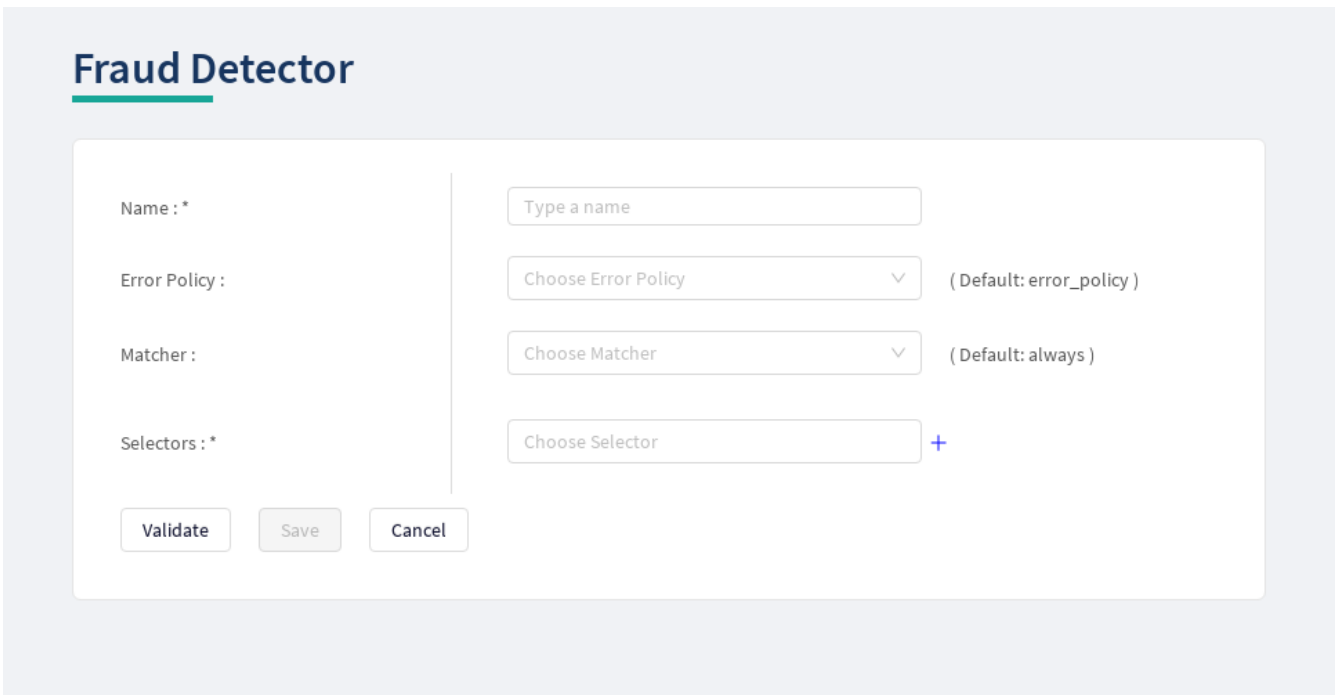 Fraud Detector
Name : * Type a name
Error Policy : Choose Error Policy ( Default: error_policy )
Matcher : Choose Matcher ( Default: always )
Selectors : * Choose Selector +
Validate Save Cancel